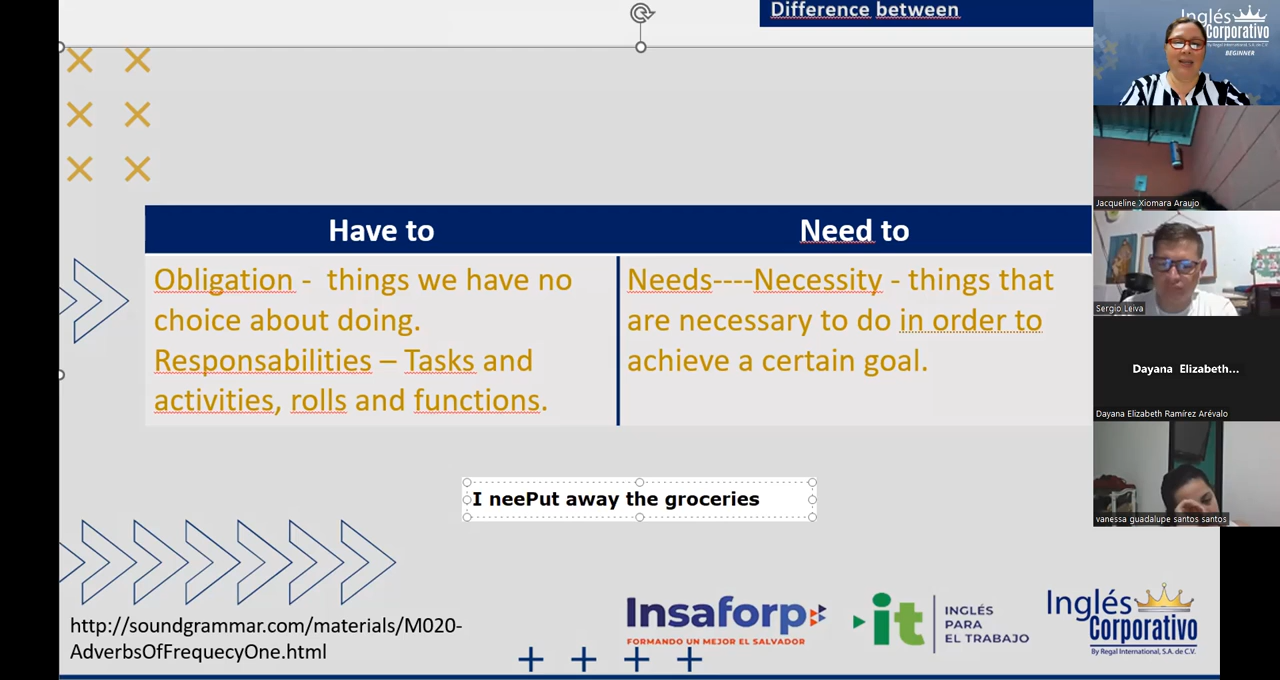 Difference between
Have to
Need to
Obligation - things we have no
choice about doing.
Responsabilities – Tasks and
activities, rolls and functions.
Needs----Necessity - things that
are necessary to do in order to
achieve a certain goal.
I neePut away the groceries
http://soundgrammar.com/materials/M020-
AdverbsOfFrequecyOne.html
Insaforp
FORMANDO UN MEJOR EL SALVADOR
it
INGLÉS
PARA
EL TRABAJO
Inglés
Corporativo
By Regal International, S.A. de C.V.
Inglés
Corporativo
By Regal International, S.A. de C.V.
BEGINNER
Jacqueline Xiomara Araujo
Sergio Leiva
Dayana Elizabeth...
Dayana Elizabeth Ramírez Arévalo
vanessa guadalupe santos santos